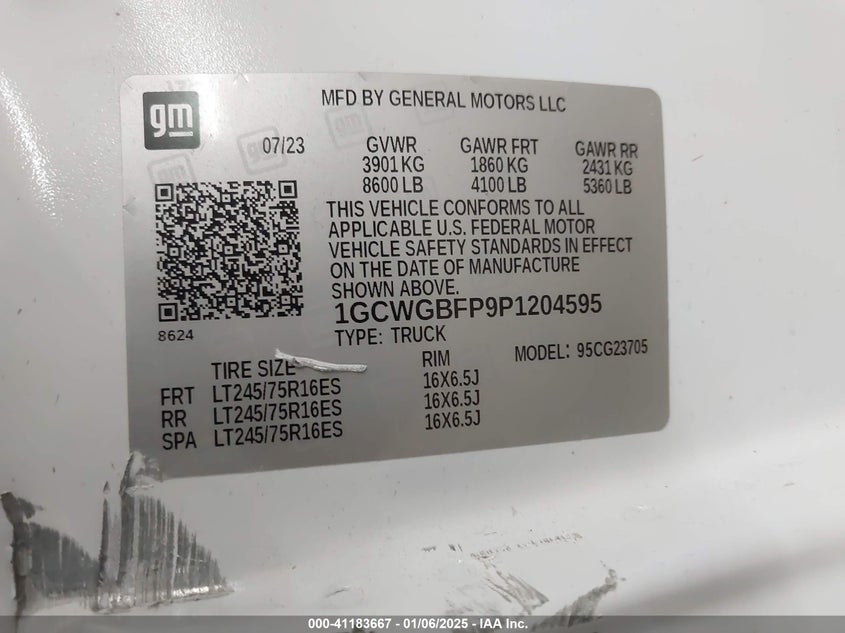 gm
MFD BY GENERAL MOTORS LLC
07/23 GVWR GAWR FRT GAWR RR
3901 KG 1860 KG 2431 KG
8600 LB 4100 LB 5360 LB
THIS VEHICLE CONFORMS TO ALL
APPLICABLE U.S. FEDERAL MOTOR
VEHICLE SAFETY STANDARDS IN EFFECT
ON THE DATE OF MANUFACTURE
SHOWN ABOVE.
1GCWGBFP9P1204595
8624
TYPE: TRUCK
MODEL: 95CG23705
TIRE SIZE RIM
FRT LT245/75R16ES 16X6.5J
RR LT245/75R16ES 16X6.5J
SPA LT245/75R16ES 16X6.5J
000-41183667 - 01/06/2025 - IAA Inc.